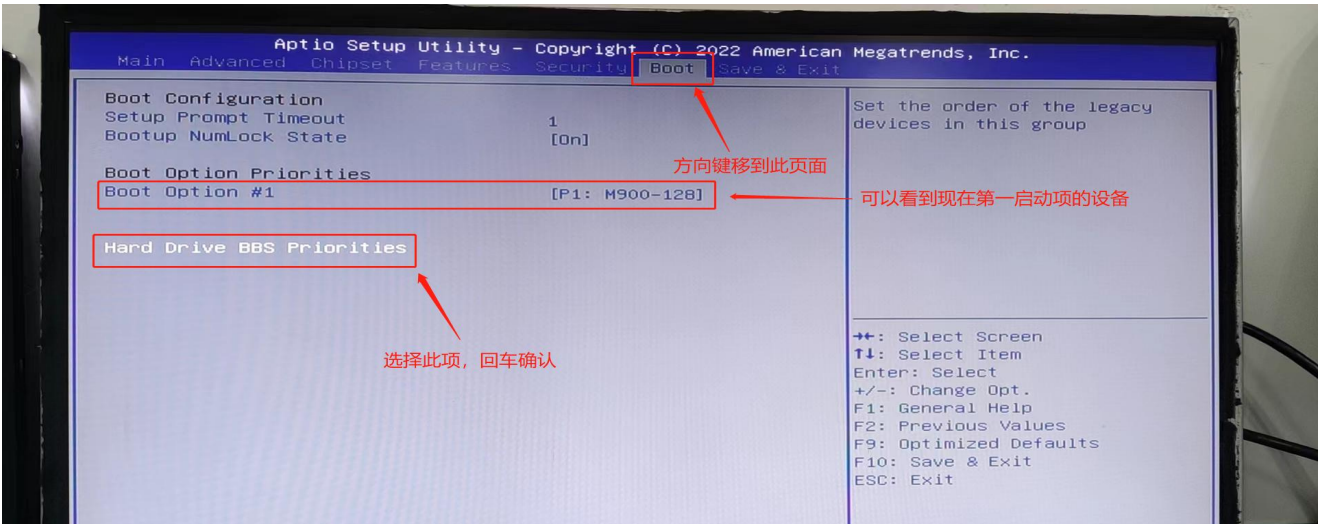 Aptio Setup Utility - Copyright (C) 2022 American Megatrends, Inc.
Main Advanced Chipset Features Security Boot Save & Exit
Boot Configuration
Setup Prompt Timeout 1
Bootup NumLock State [On]
Boot Option Priorities
Boot Option #1 [P1: M900-128]
Hard Drive BBS Priorities
Set the order of the legacy
devices in this group
方向键移到此页面
可以看到现在第一启动项的设备
选择此项，回车确认
→←: Select Screen
↑↓: Select Item
Enter: Select
+/-: Change Opt.
F1: General Help
F2: Previous Values
F9: Optimized Defaults
F10: Save & Exit
ESC: Exit